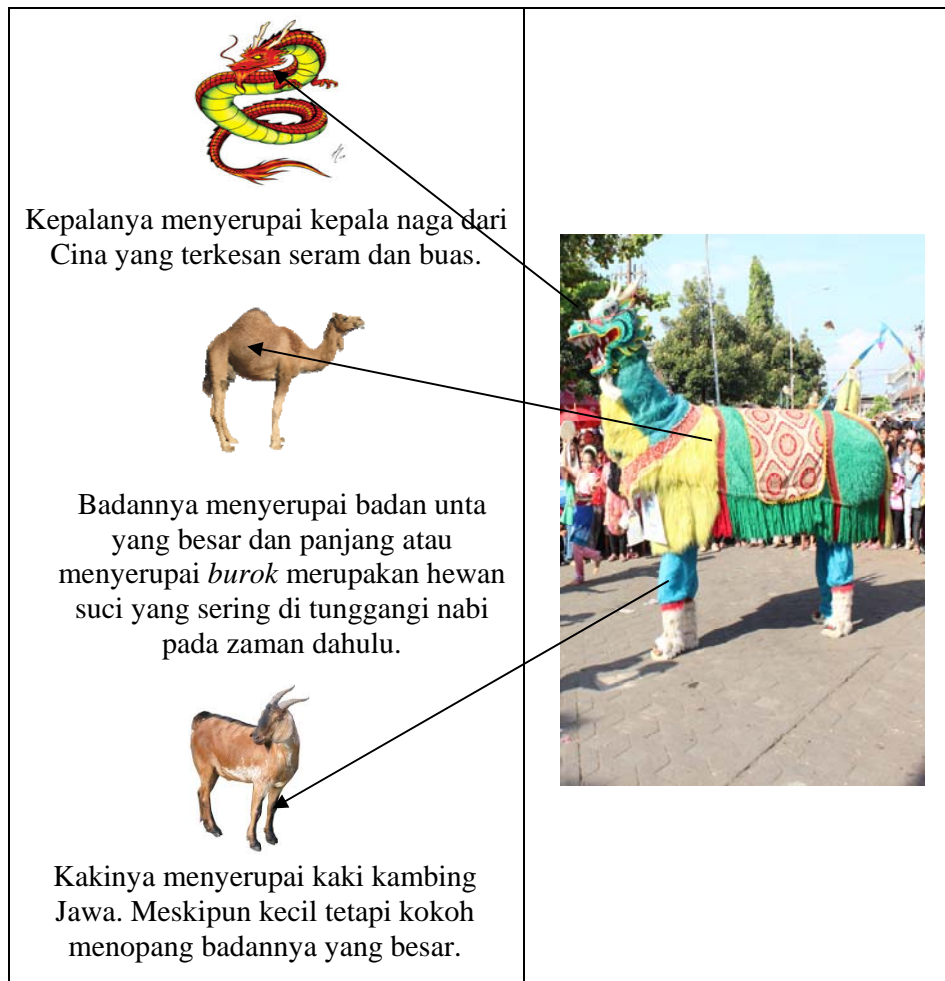 Kepalanya menyerupai kepala naga dari
Cina yang terkesan seram dan buas.
Badannya menyerupai badan unta
yang besar dan panjang atau
menyerupai burok merupakan hewan
suci yang sering di tunggangi nabi
pada zaman dahulu.
Kakinya menyerupai kaki kambing
Jawa. Meskipun kecil tetapi kokoh
menopang badannya yang besar.